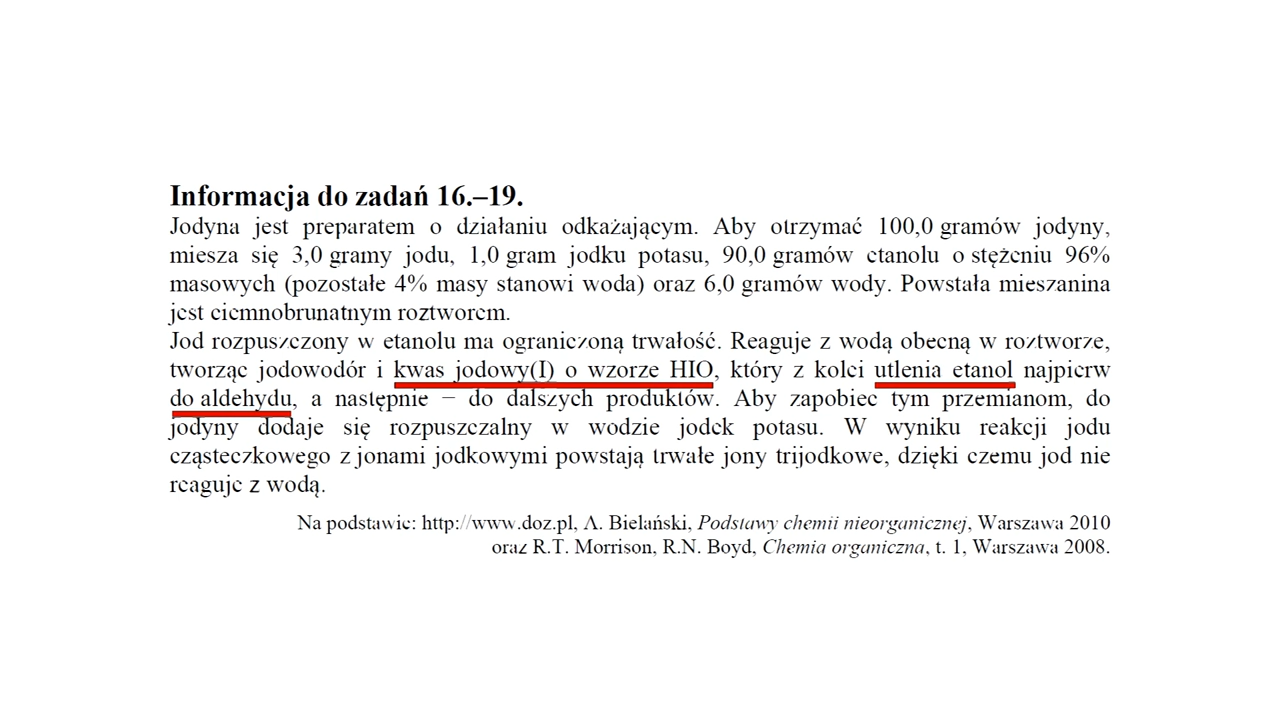 Informacja do zadań 16.–19.
Jodyna jest preparatem o działaniu odkażającym. Aby otrzymać 100,0 gramów jodyny,
miesza się 3,0 gramy jodu, 1,0 gram jodku potasu, 90,0 gramów etanolu o stężeniu 96%
masowych (pozostałe 4% masy stanowi woda) oraz 6,0 gramów wody. Powstała mieszanina
jest ciemnobrunatnym roztworem.
Jod rozpuszczony w etanolu ma ograniczoną trwałość. Reaguje z wodą obecną w roztworze,
tworząc jodowodór i kwas jodowy(I) o wzorze HIO, który z kolei utlenia etanol najpierw
do aldehydu, a następnie − do dalszych produktów. Aby zapobiec tym przemianom, do
jodyny dodaje się rozpuszczalny w wodzie jodek potasu. W wyniku reakcji jodu
cząsteczkowego z jonami jodkowymi powstają trwałe jony trijodkowe, dzięki czemu jod nie
reaguje z wodą.
Na podstawie: http://www.doz.pl, A. Bielański, Podstawy chemii nieorganicznej, Warszawa 2010
oraz R.T. Morrison, R.N. Boyd, Chemia organiczna, t. 1, Warszawa 2008.